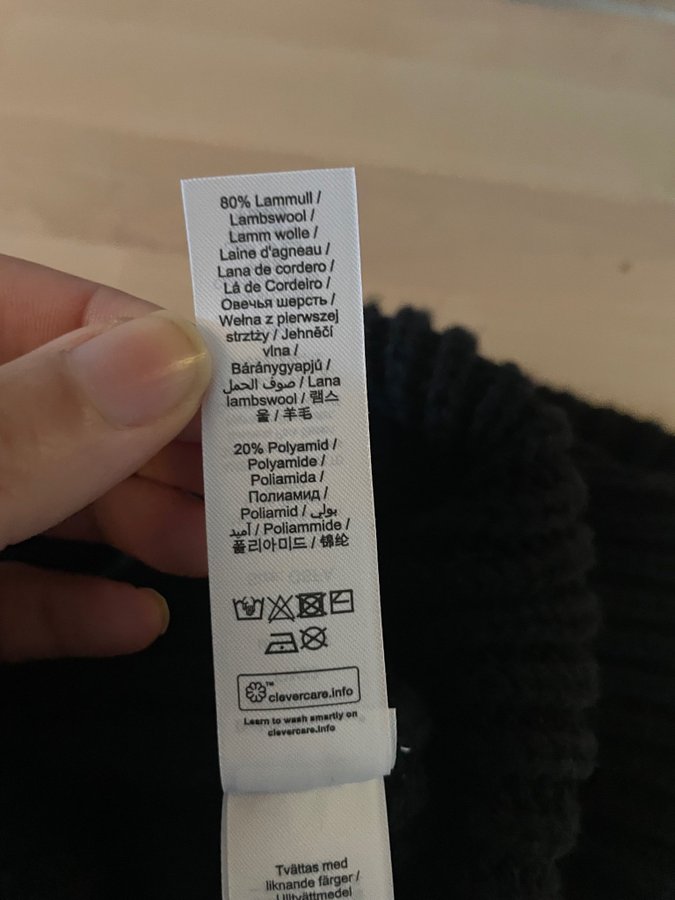 80% Lammull /
Lambswool /
Lamm wolle /
Laine d'agneau /
Lana de cordero /
Lã de Cordeiro /
Овечья шерсть /
Wełna z pierwszej
strztży / Jehněčí
vlna /
Báránygyapjú /
صوف الحمل / Lana
lambswool / 램스
울 / 羊毛
20% Polyamid /
Polyamide /
Poliamida /
Полиамид /
Poliamid / بولي
أميد / Poliammide /
폴리아미드 / 锦纶
™
clevercare.info
Learn to wash smartly on
clevercare.info
Tvättas med
liknande färger /
Ulltvättmedel